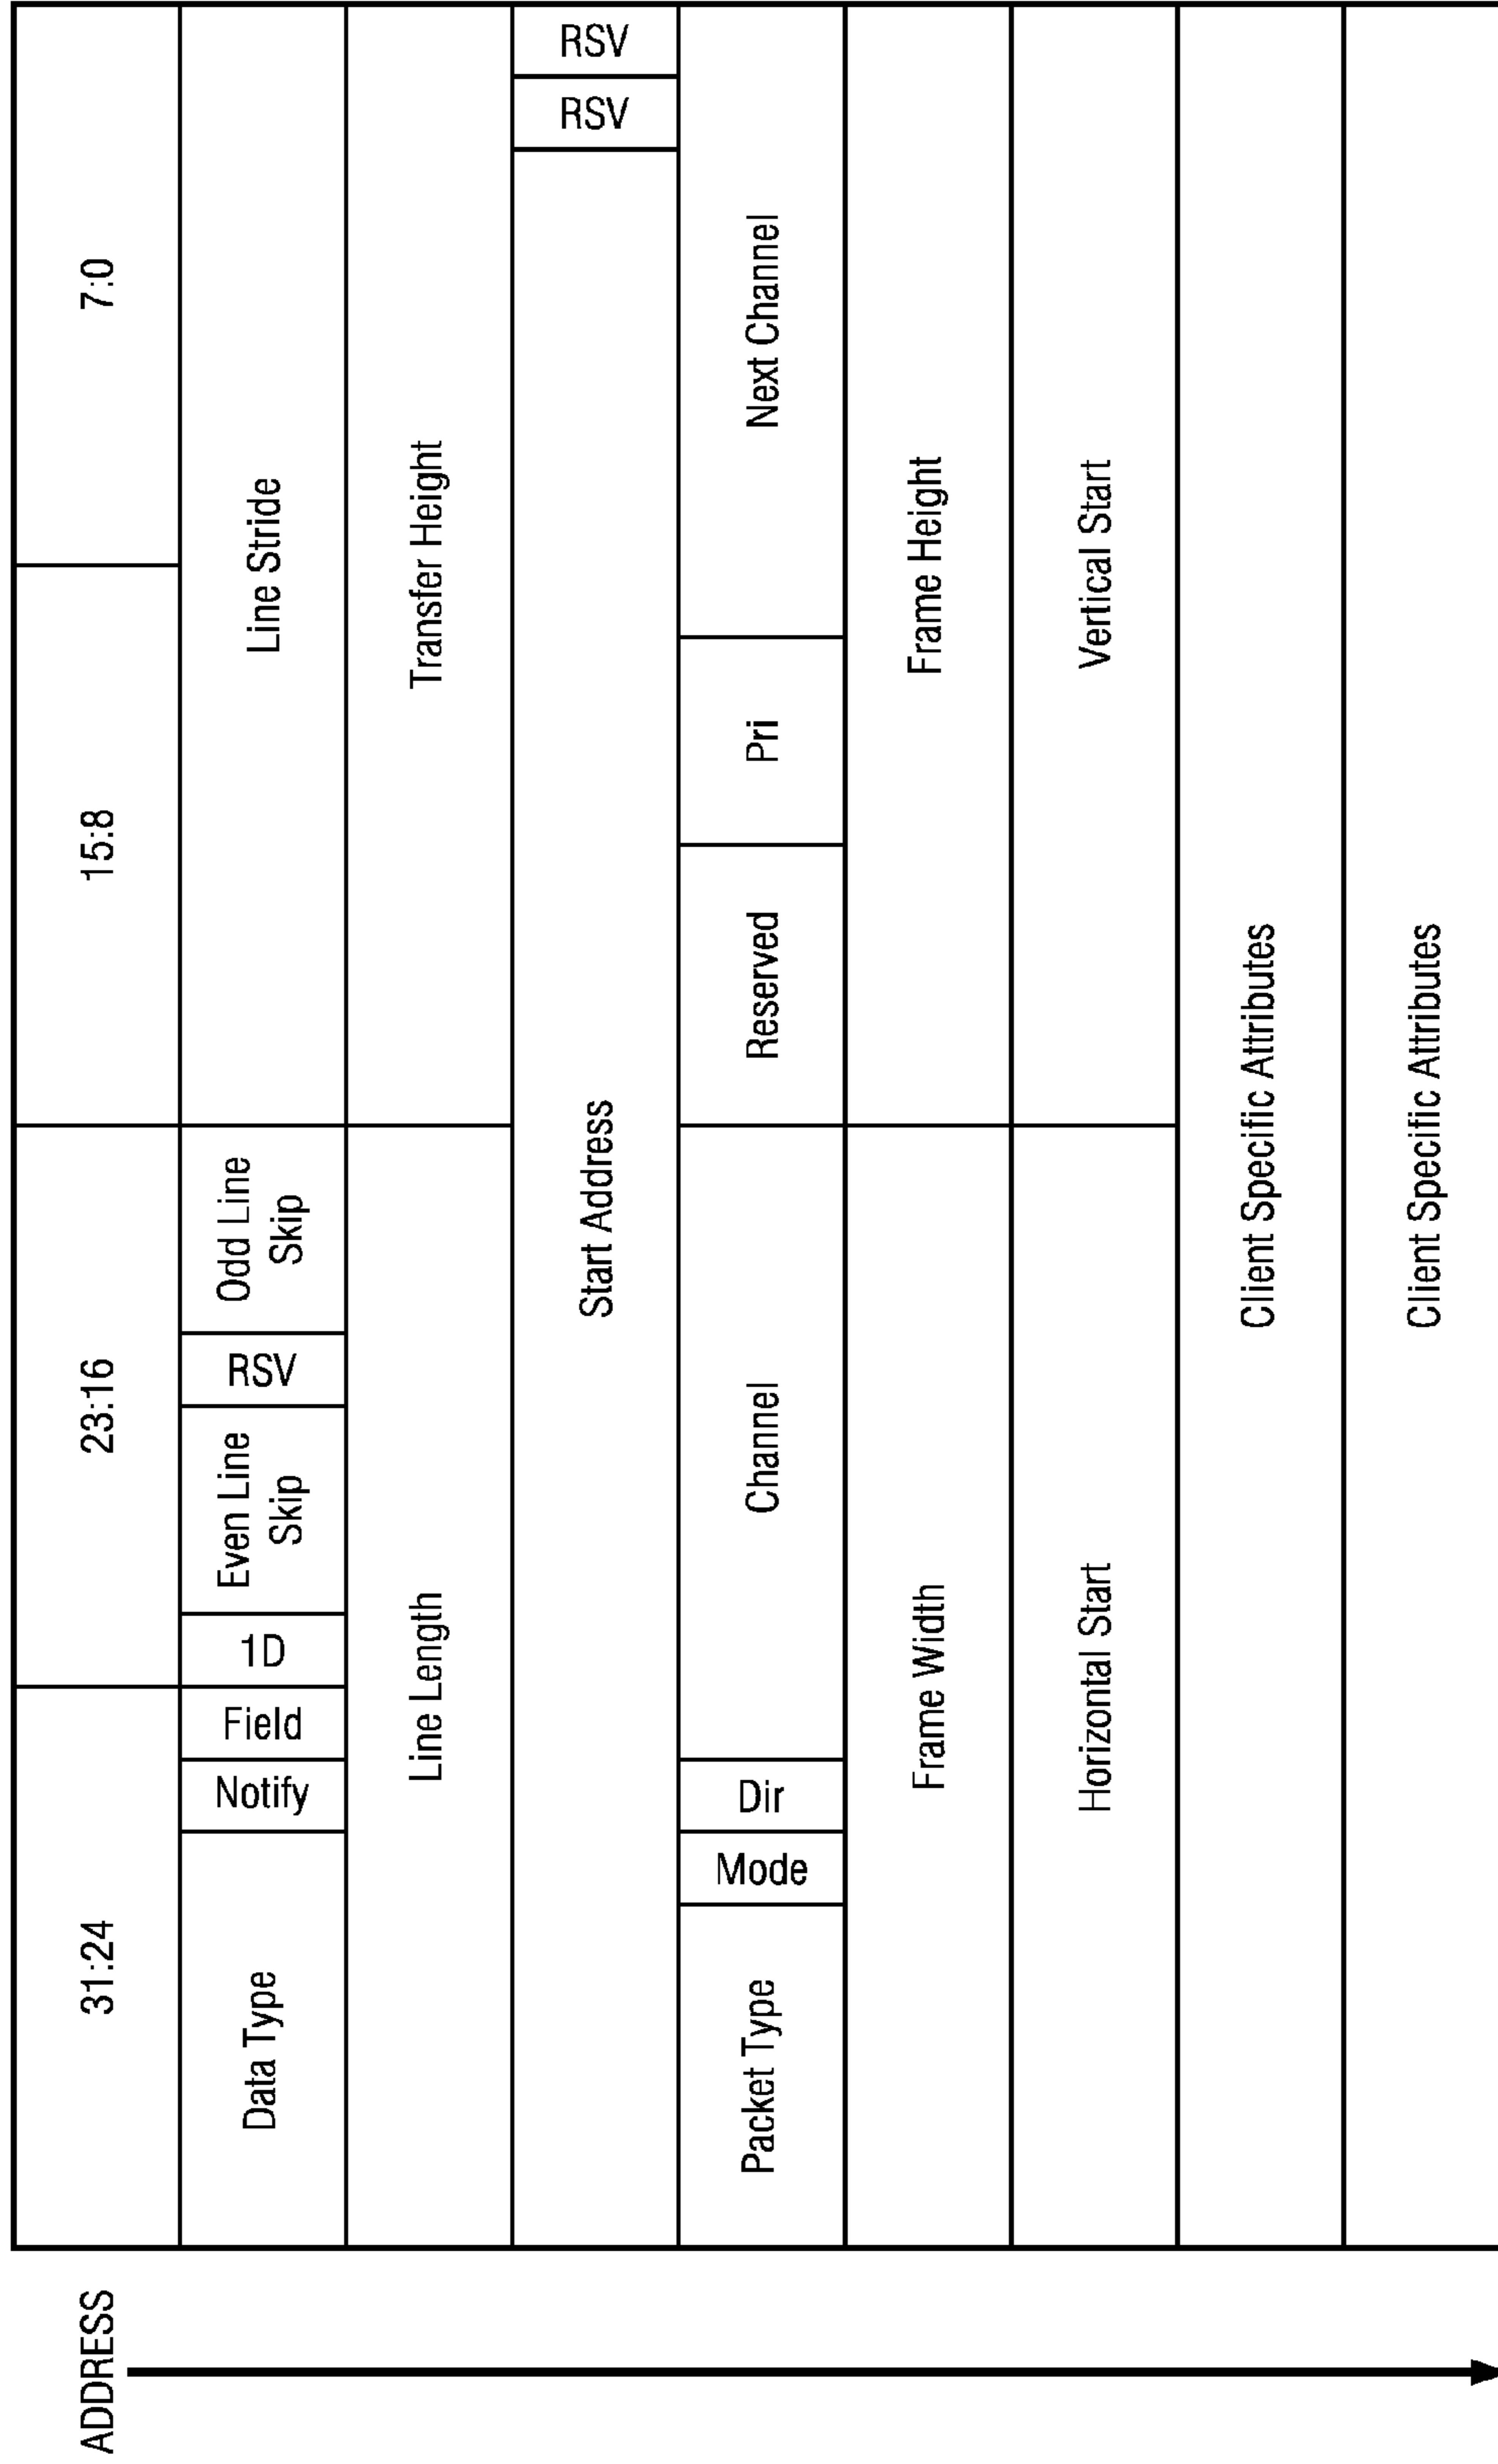 ADDRESS
31:24
23:16
15:8
7:0
Data Type
Notify
Field
1D
Even Line
Skip
RSV
Odd Line
Skip
Line Stride
Line Length
Transfer Height
Start Address
RSV
RSV
Packet Type
Mode
Dir
Channel
Reserved
Pri
Next Channel
Frame Width
Frame Height
Horizontal Start
Vertical Start
Client Specific Attributes
Client Specific Attributes